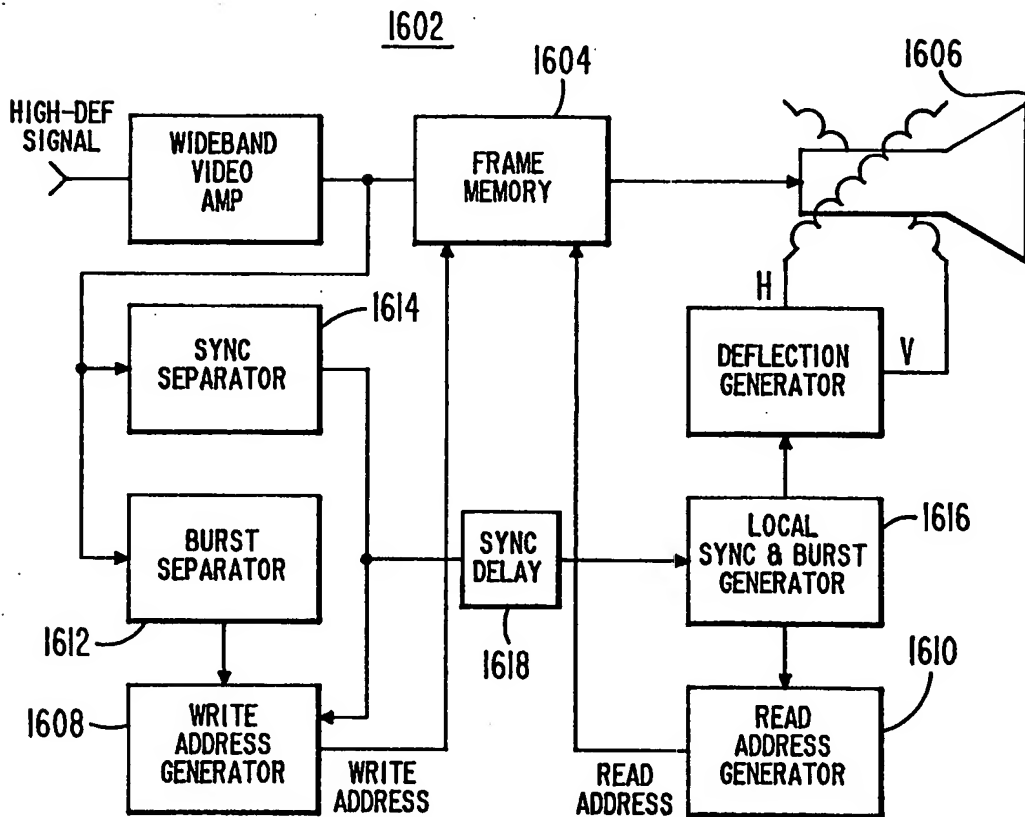 1602
HIGH-DEF
SIGNAL
WIDEBAND
VIDEO
AMP
1604
FRAME
MEMORY
1606
SYNC
SEPARATOR
1614
H
V
DEFLECTION
GENERATOR
BURST
SEPARATOR
1612
SYNC
DELAY
1618
LOCAL
SYNC & BURST
GENERATOR
1616
1608
WRITE
ADDRESS
GENERATOR
WRITE
ADDRESS
READ
ADDRESS
READ
ADDRESS
GENERATOR
1610